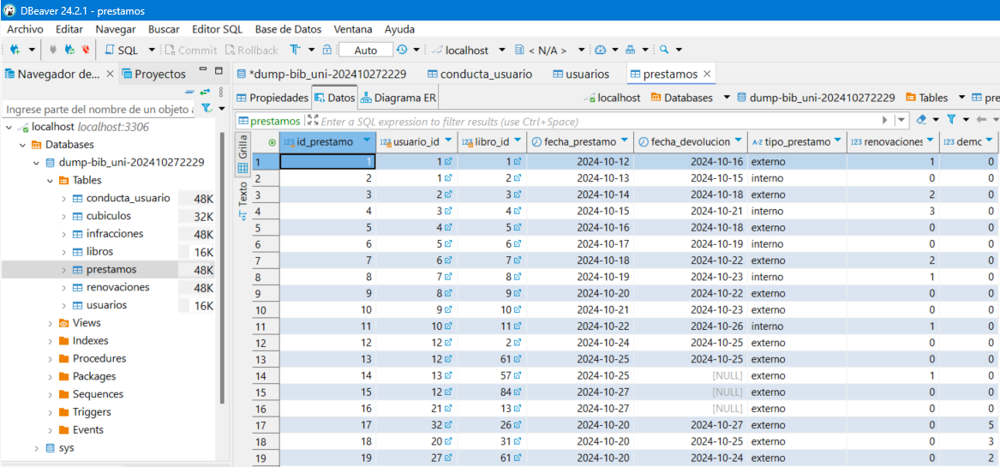 DBeaver 24.2.1 - prestamos
Archivo Editar Navegar Buscar Editor SQL Base de Datos Ventana Ayuda
SQL Commit Rollback Auto localhost < N/A >
Navegador de... Proyectos *dump-bib_uni-202410272229 conducta_usuario usuarios prestamos
Propiedades Datos Diagrama ER localhost Databases dump-bib_uni-202410272229 Tables pre
Ingrese parte del nombre de un objeto a
prestamos Enter a SQL expression to filter results (use Ctrl+Space)
localhost localhost:3306
Databases
dump-bib_uni-202410272229
Tables
conducta_usuario 48K
cubiculos 32K
infracciones 48K
libros 16K
prestamos 48K
renovaciones 48K
usuarios 16K
Views
Indexes
Procedures
Packages
Sequences
Triggers
Events
sys
Grilla
Texto
123 id_prestamo 123 usuario_id 123 libro_id fecha_prestamo fecha_devolucion A-Z tipo_prestamo 123 renovaciones 123 demo
1 1 1 1 2024-10-12 2024-10-16 externo 1 0
2 2 1 2 2024-10-13 2024-10-15 interno 0 0
3 3 2 3 2024-10-14 2024-10-18 externo 2 0
4 4 3 4 2024-10-15 2024-10-21 interno 3 0
5 5 4 5 2024-10-16 2024-10-18 externo 0 0
6 6 5 6 2024-10-17 2024-10-19 interno 0 0
7 7 6 7 2024-10-18 2024-10-22 externo 2 0
8 8 7 8 2024-10-19 2024-10-23 interno 1 0
9 9 8 9 2024-10-20 2024-10-22 externo 0 0
10 10 9 10 2024-10-21 2024-10-23 externo 0 0
11 11 10 11 2024-10-22 2024-10-26 interno 1 0
12 12 12 2 2024-10-24 2024-10-25 externo 0 0
13 13 12 61 2024-10-25 2024-10-25 externo 0 0
14 14 13 57 2024-10-25 [NULL] externo 1 0
15 15 12 84 2024-10-27 [NULL] externo 0 0
16 16 21 13 2024-10-27 [NULL] externo 0 0
17 17 32 26 2024-10-20 2024-10-27 externo 0 5
18 18 20 31 2024-10-20 2024-10-25 externo 0 3
19 19 27 61 2024-10-20 2024-10-24 externo 0 2